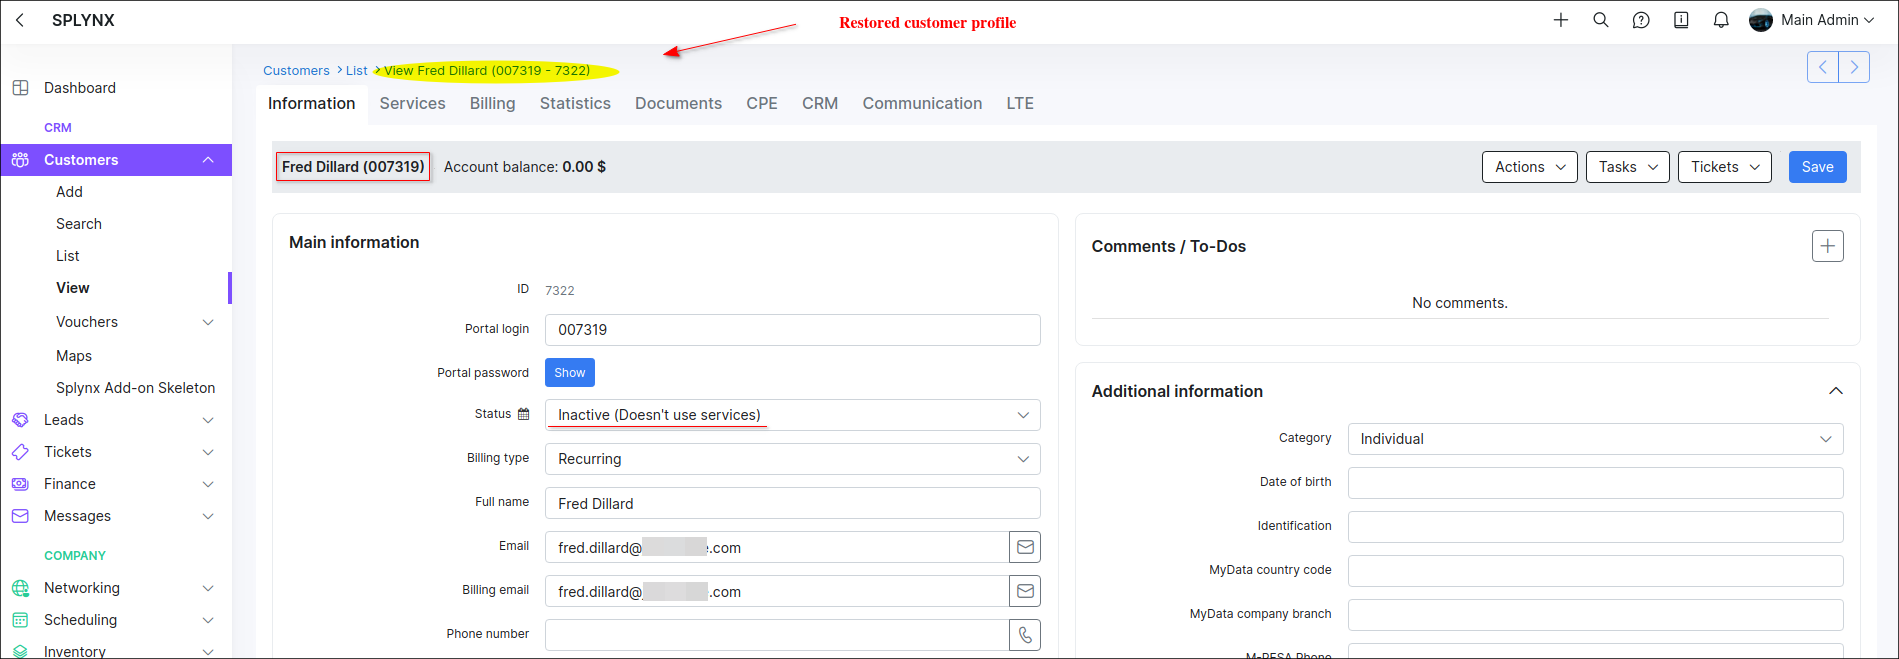 SPLYNX
Restored customer profile
Main Admin
Customers > List > View Fred Dillard (007319 - 7322)
Dashboard
CRM
Customers
Add
Search
List
View
Vouchers
Maps
Splynx Add-on Skeleton
Leads
Tickets
Finance
Messages
COMPANY
Networking
Scheduling
Inventory
Information Services Billing Statistics Documents CPE CRM Communication LTE
Fred Dillard (007319) Account balance: 0.00 $
Actions Tasks Tickets Save
Main information
ID 7322
Portal login 007319
Portal password Show
Status Inactive (Doesn't use services)
Billing type Recurring
Full name Fred Dillard
Email fred.dillard@ .com
Billing email fred.dillard@ .com
Phone number
Comments / To-Dos
No comments.
Additional information
Category Individual
Date of birth
Identification
MyData country code
MyData company branch
M-PESA Phone